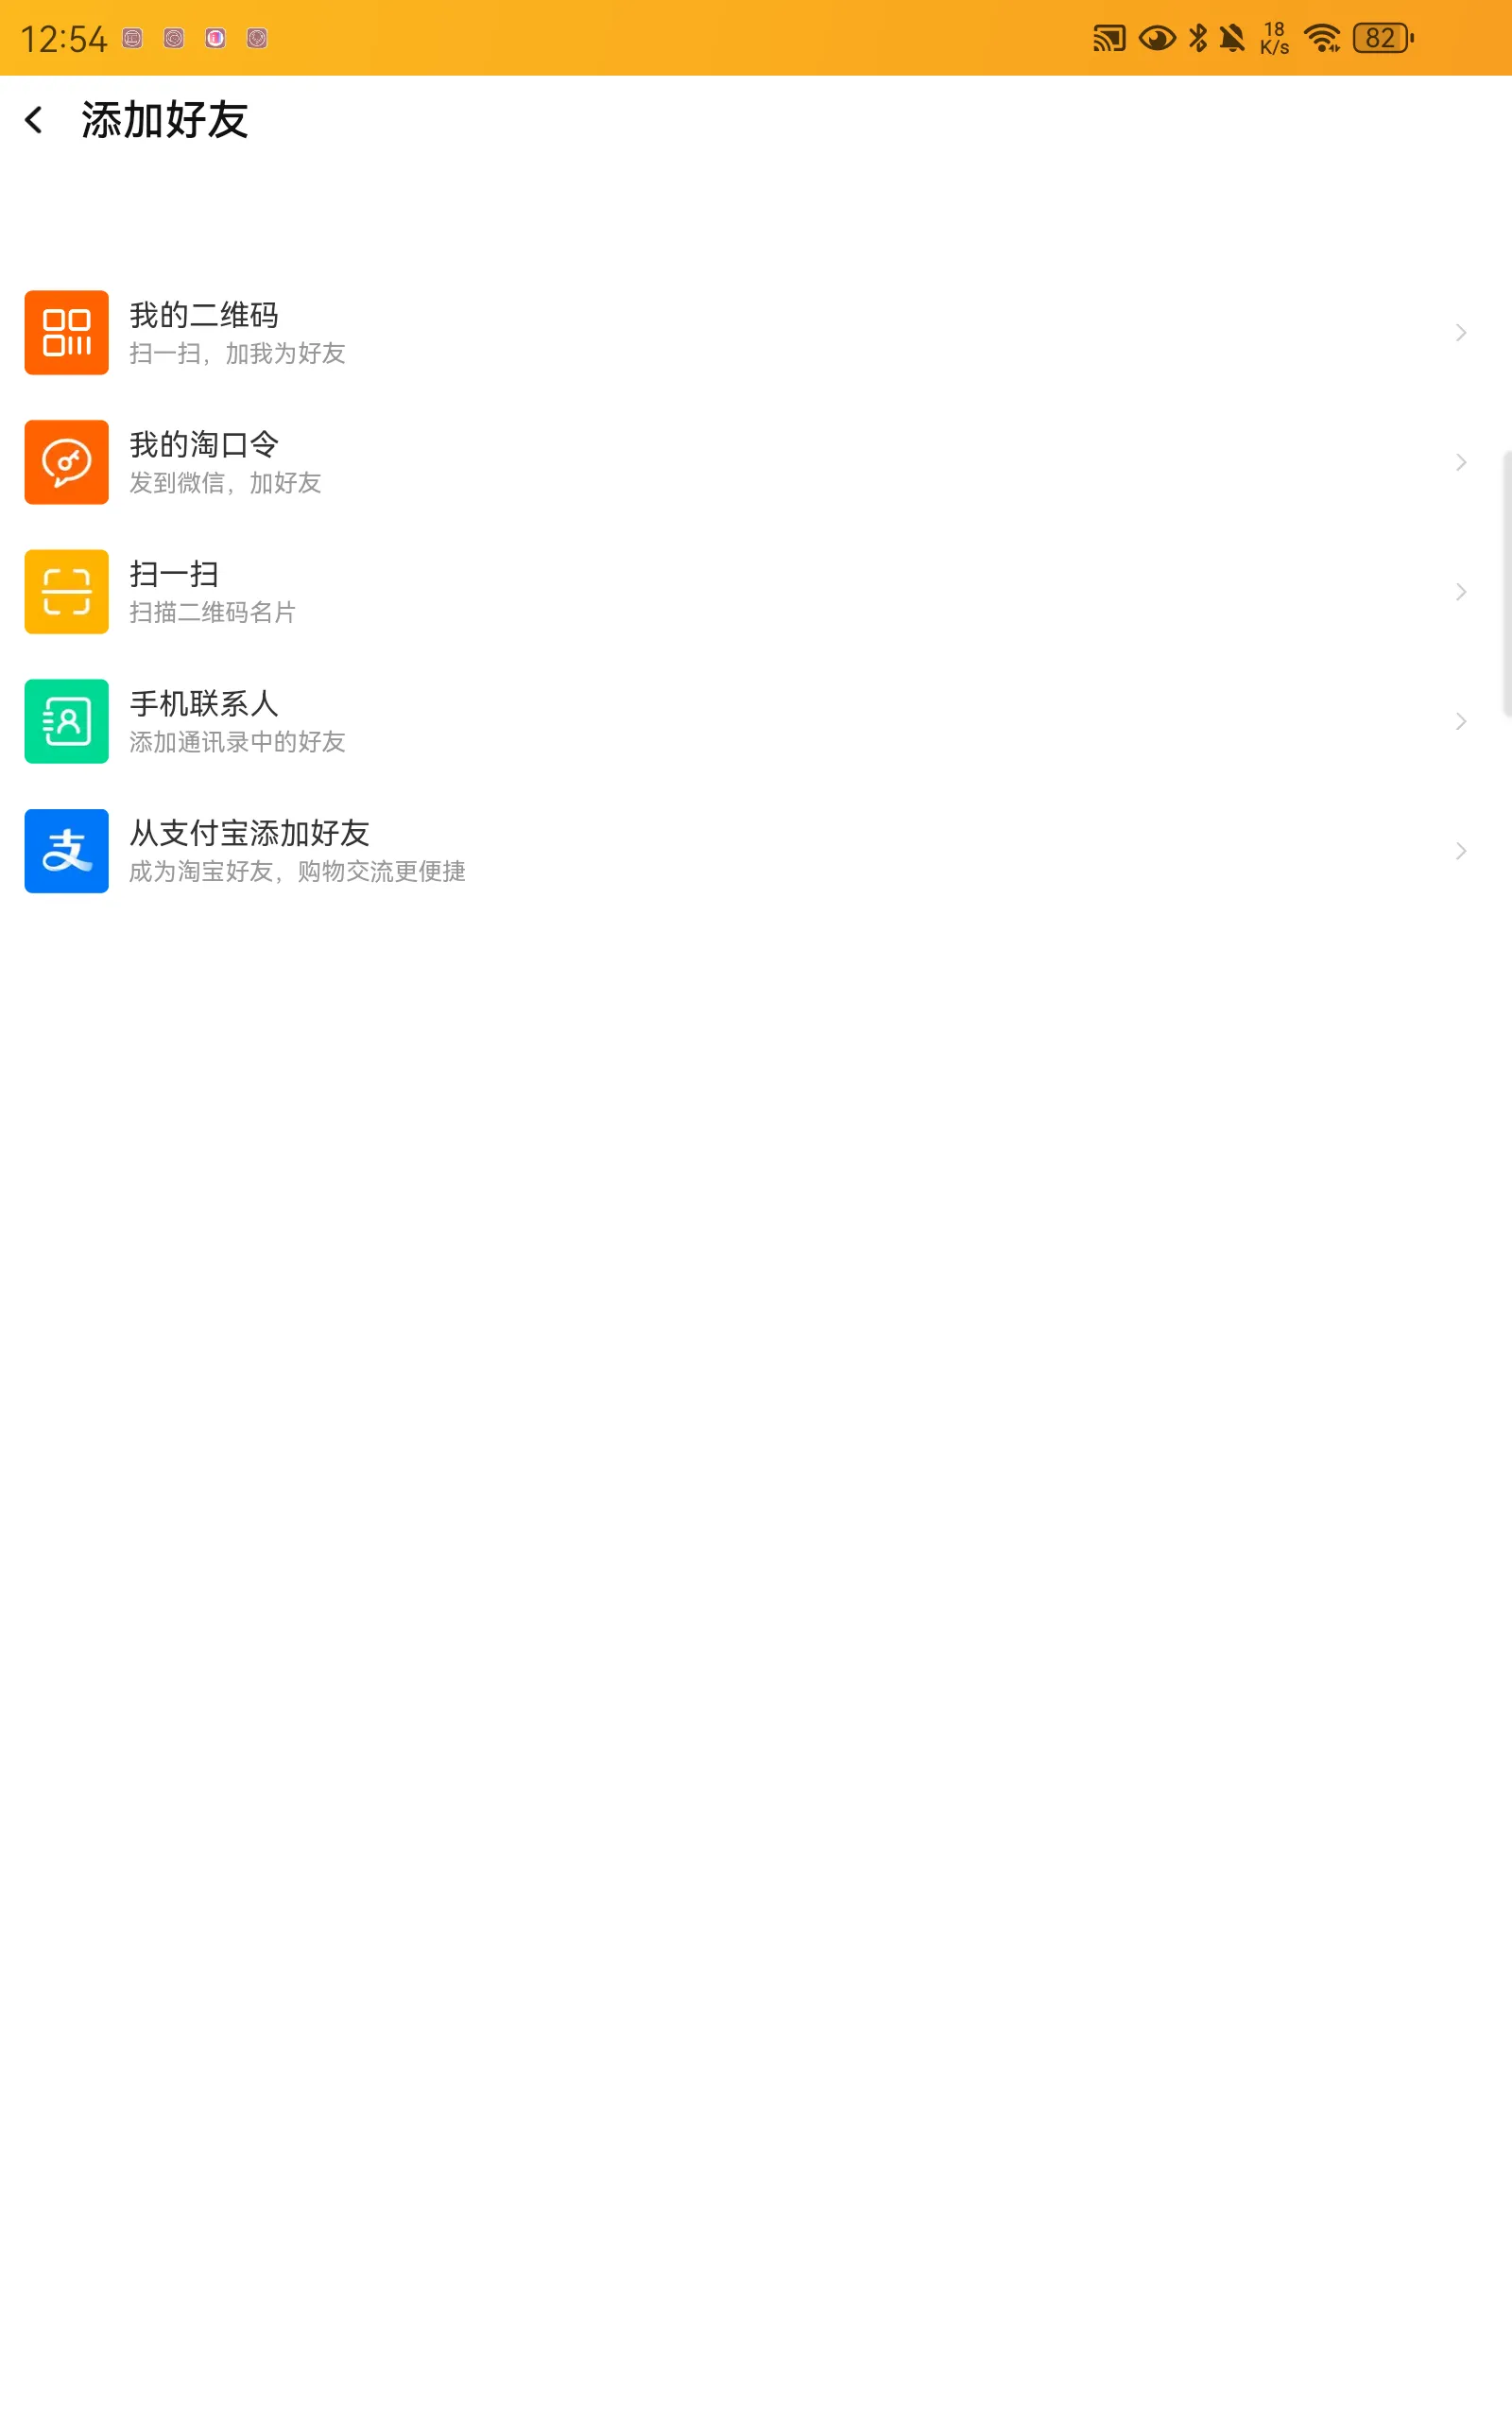 12:54
18
K/s
82
添加好友
我的二维码
扫一扫，加我为好友
我的淘口令
发到微信，加好友
扫一扫
扫描二维码名片
手机联系人
添加通讯录中的好友
支
从支付宝添加好友
成为淘宝好友，购物交流更便捷